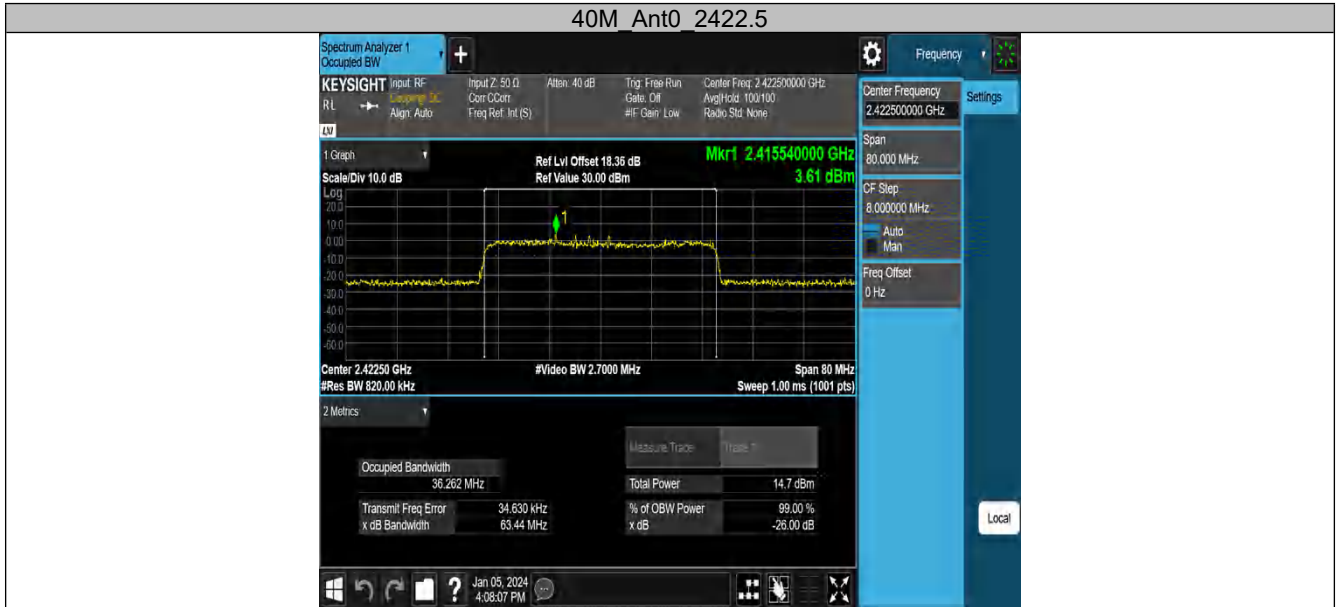 40M_Ant0_2422.5
Spectrum Analyzer 1
Occupied BW
+
Frequency
KEYSIGHT Input: RF
RL
Align: Auto
Input Z: 50 Ω
Corr CCorr
Freq Ref: Int (S)
Atten: 40 dB
Trig: Free Run
Gate: Off
#IF Gain: Low
Center Freq: 2.422500000 GHz
Avg|Hold: 100/100
Radio Std: None
LXI
Center Frequency
2.422500000 GHz
Settings
Span
80.000 MHz
CF Step
8.000000 MHz
Auto
Man
Freq Offset
0 Hz
1 Graph
Scale/Div 10.0 dB
Ref Lvl Offset 18.36 dB
Ref Value 30.00 dBm
Mkr1 2.415540000 GHz
3.61 dBm
Log
20.0
10.0
0.00
-10.0
-20.0
-30.0
-40.0
-50.0
-60.0
1
Center 2.42250 GHz
#Video BW 2.7000 MHz
Span 80 MHz
#Res BW 820.00 kHz
Sweep 1.00 ms (1001 pts)
2 Metrics
Measure Trace
Occupied Bandwidth
36.262 MHz
Total Power 14.7 dBm
Transmit Freq Error 34.630 kHz
% of OBW Power 99.00 %
x dB Bandwidth 63.44 MHz
x dB -26.00 dB
Local
?
Jan 05, 2024
4:08:07 PM